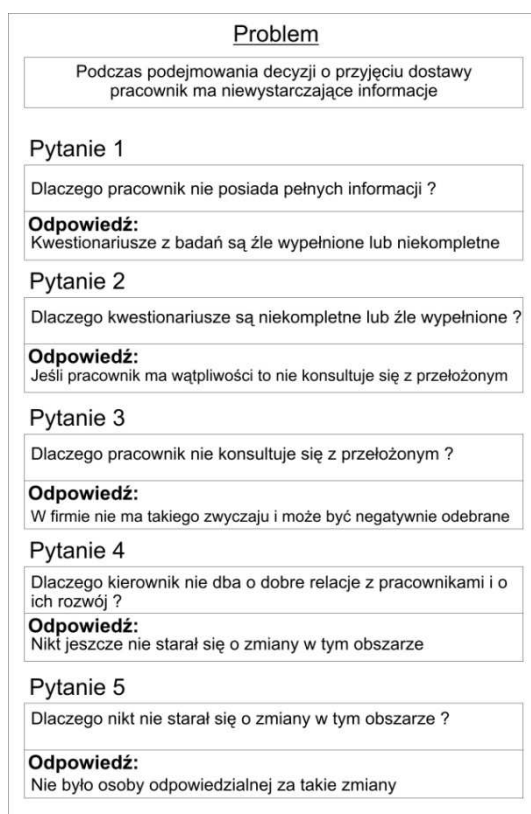 Problem
Podczas podejmowania decyzji o przyjęciu dostawy
pracownik ma niewystarczające informacje
Pytanie 1
Dlaczego pracownik nie posiada pełnych informacji ?
Odpowiedź:
Kwestionariusze z badań są źle wypełnione lub niekompletne
Pytanie 2
Dlaczego kwestionariusze są niekompletne lub źle wypełnione ?
Odpowiedź:
Jeśli pracownik ma wątpliwości to nie konsultuje się z przełożonym
Pytanie 3
Dlaczego pracownik nie konsultuje się z przełożonym ?
Odpowiedź:
W firmie nie ma takiego zwyczaju i może być negatywnie odebrane
Pytanie 4
Dlaczego kierownik nie dba o dobre relacje z pracownikami i o
ich rozwój ?
Odpowiedź:
Nikt jeszcze nie starał się o zmiany w tym obszarze
Pytanie 5
Dlaczego nikt nie starał się o zmiany w tym obszarze ?
Odpowiedź:
Nie było osoby odpowiedzialnej za takie zmiany